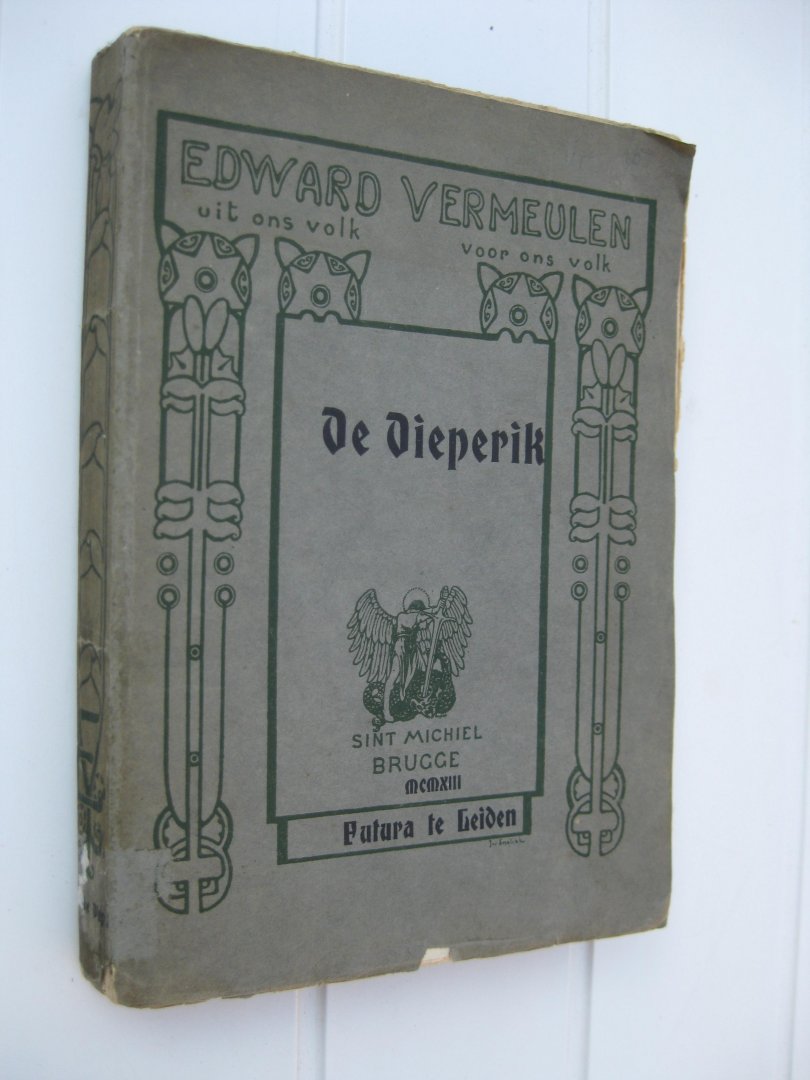 EDWARD VERMEULEN
uit ons volk
voor ons volk
De Dieperik
SINT MICHIEL
BRUGGE
MCMXIII
Futura te Leiden